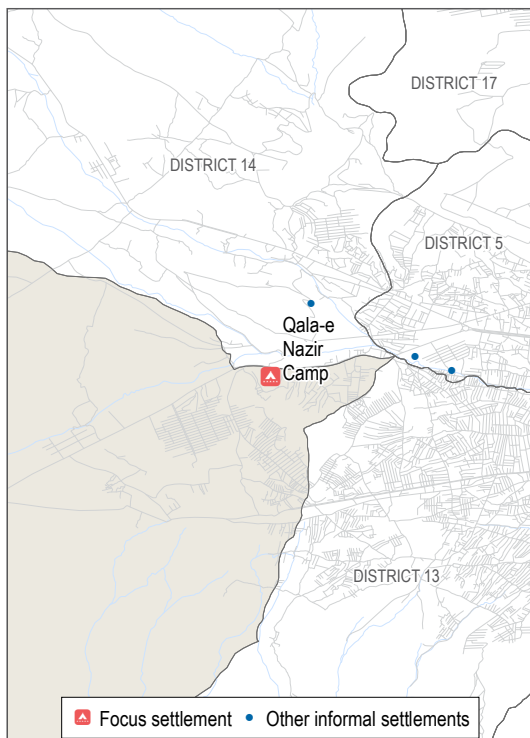 DISTRICT 17
DISTRICT 14
DISTRICT 5
Qala-e
Nazir
Camp
DISTRICT 13
Focus settlement
Other informal settlements